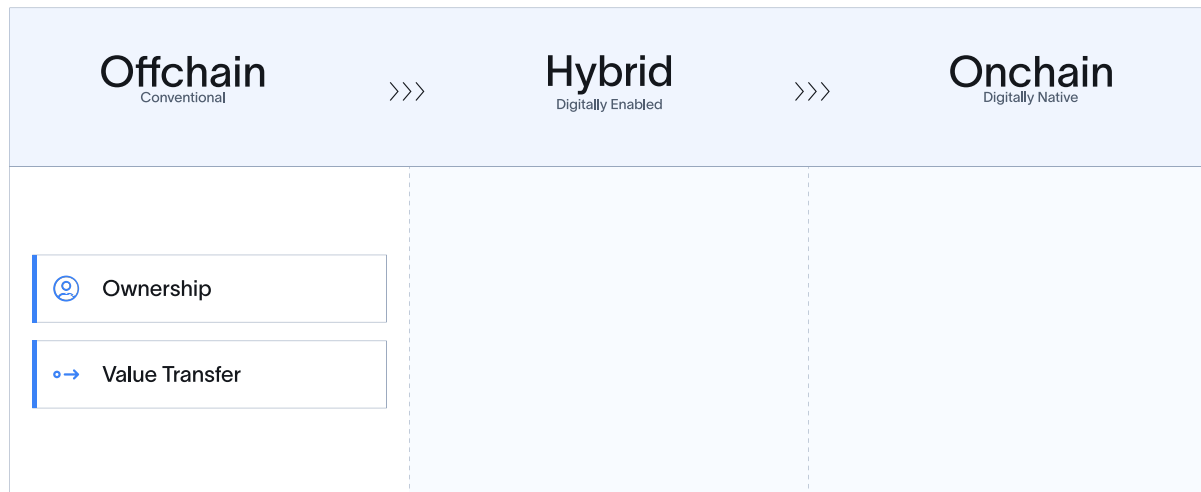 Offchain
Conventional
Hybrid
Digitally Enabled
Onchain
Digitally Native
Ownership
Value Transfer